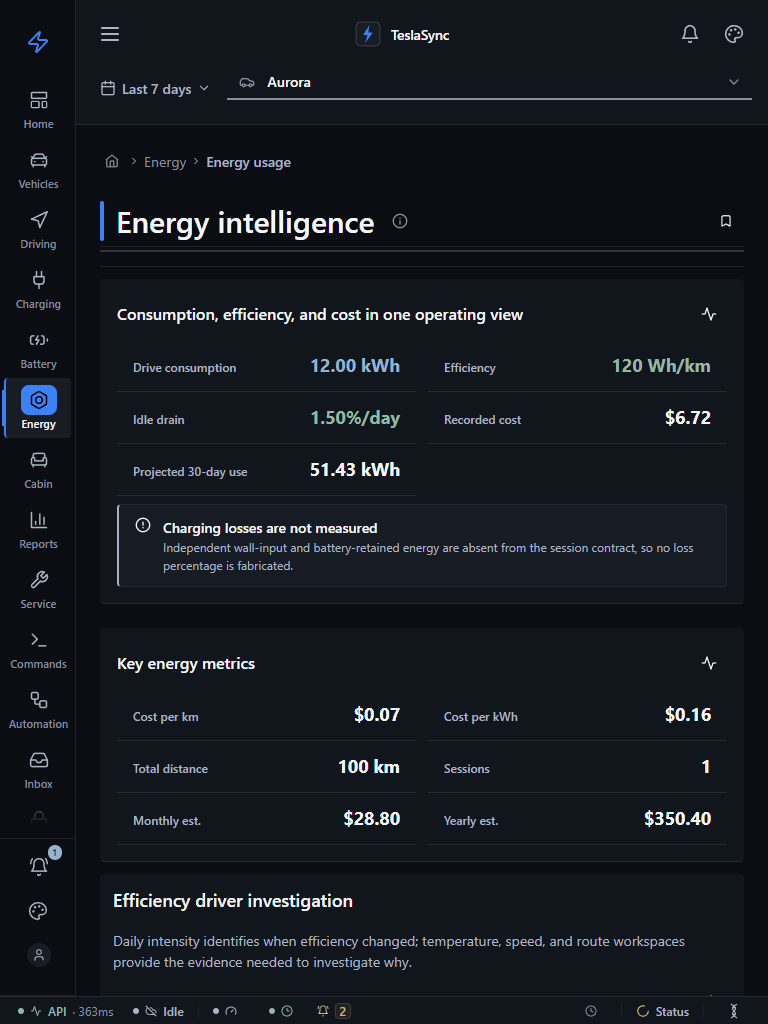 TeslaSync
Last 7 days
Aurora
Home
Vehicles
Driving
Charging
Battery
Energy
Cabin
Reports
Service
Commands
Automation
Inbox
1
Energy
Energy usage
Energy intelligence
Consumption, efficiency, and cost in one operating view
Drive consumption 12.00 kWh
Efficiency 120 Wh/km
Idle drain 1.50%/day
Recorded cost $6.72
Projected 30-day use 51.43 kWh
Charging losses are not measured
Independent wall-input and battery-retained energy are absent from the session contract, so no loss
percentage is fabricated.
Key energy metrics
Cost per km $0.07
Cost per kWh $0.16
Total distance 100 km
Sessions 1
Monthly est. $28.80
Yearly est. $350.40
Efficiency driver investigation
Daily intensity identifies when efficiency changed; temperature, speed, and route workspaces
provide the evidence needed to investigate why.
API · 363ms
Idle
2
Status